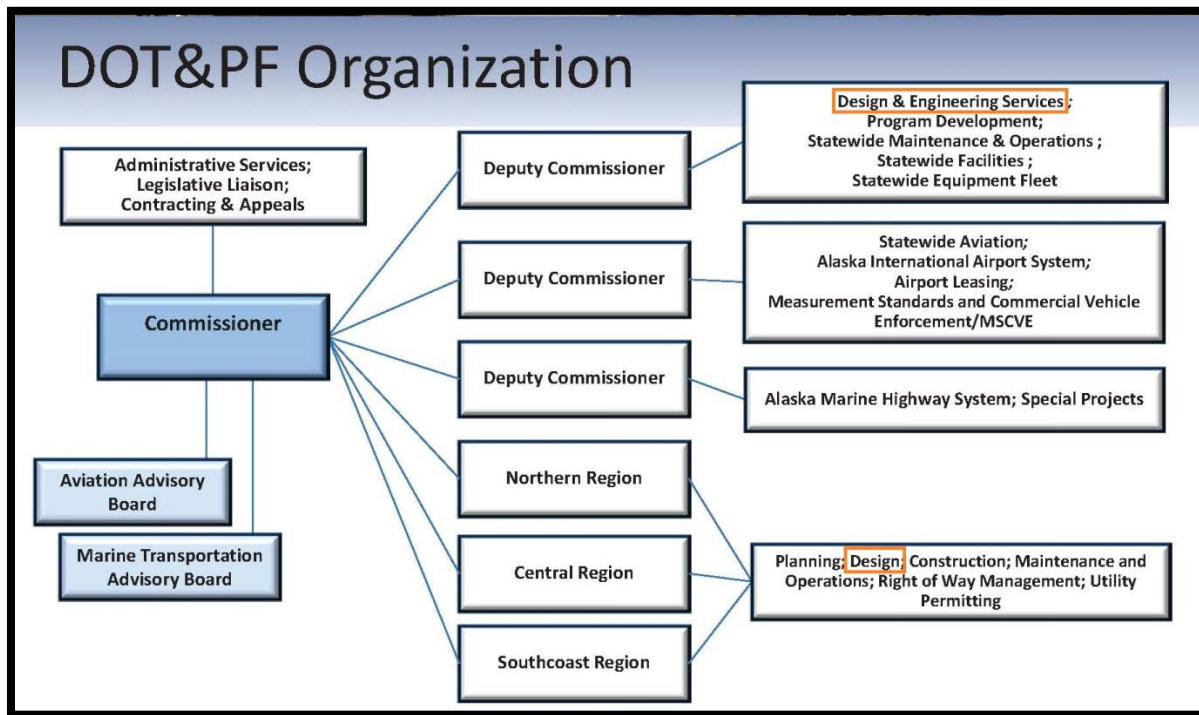 DOT&PF Organization
Administrative Services;
Legislative Liaison;
Contracting & Appeals
Commissioner
Aviation Advisory
Board
Marine Transportation
Advisory Board
Deputy Commissioner
Design & Engineering Services;
Program Development;
Statewide Maintenance & Operations ;
Statewide Facilities ;
Statewide Equipment Fleet
Deputy Commissioner
Statewide Aviation;
Alaska International Airport System;
Airport Leasing;
Measurement Standards and Commercial Vehicle
Enforcement/MSCVE
Deputy Commissioner
Alaska Marine Highway System; Special Projects
Northern Region
Central Region
Southcoast Region
Planning; Design; Construction; Maintenance and
Operations; Right of Way Management; Utility
Permitting